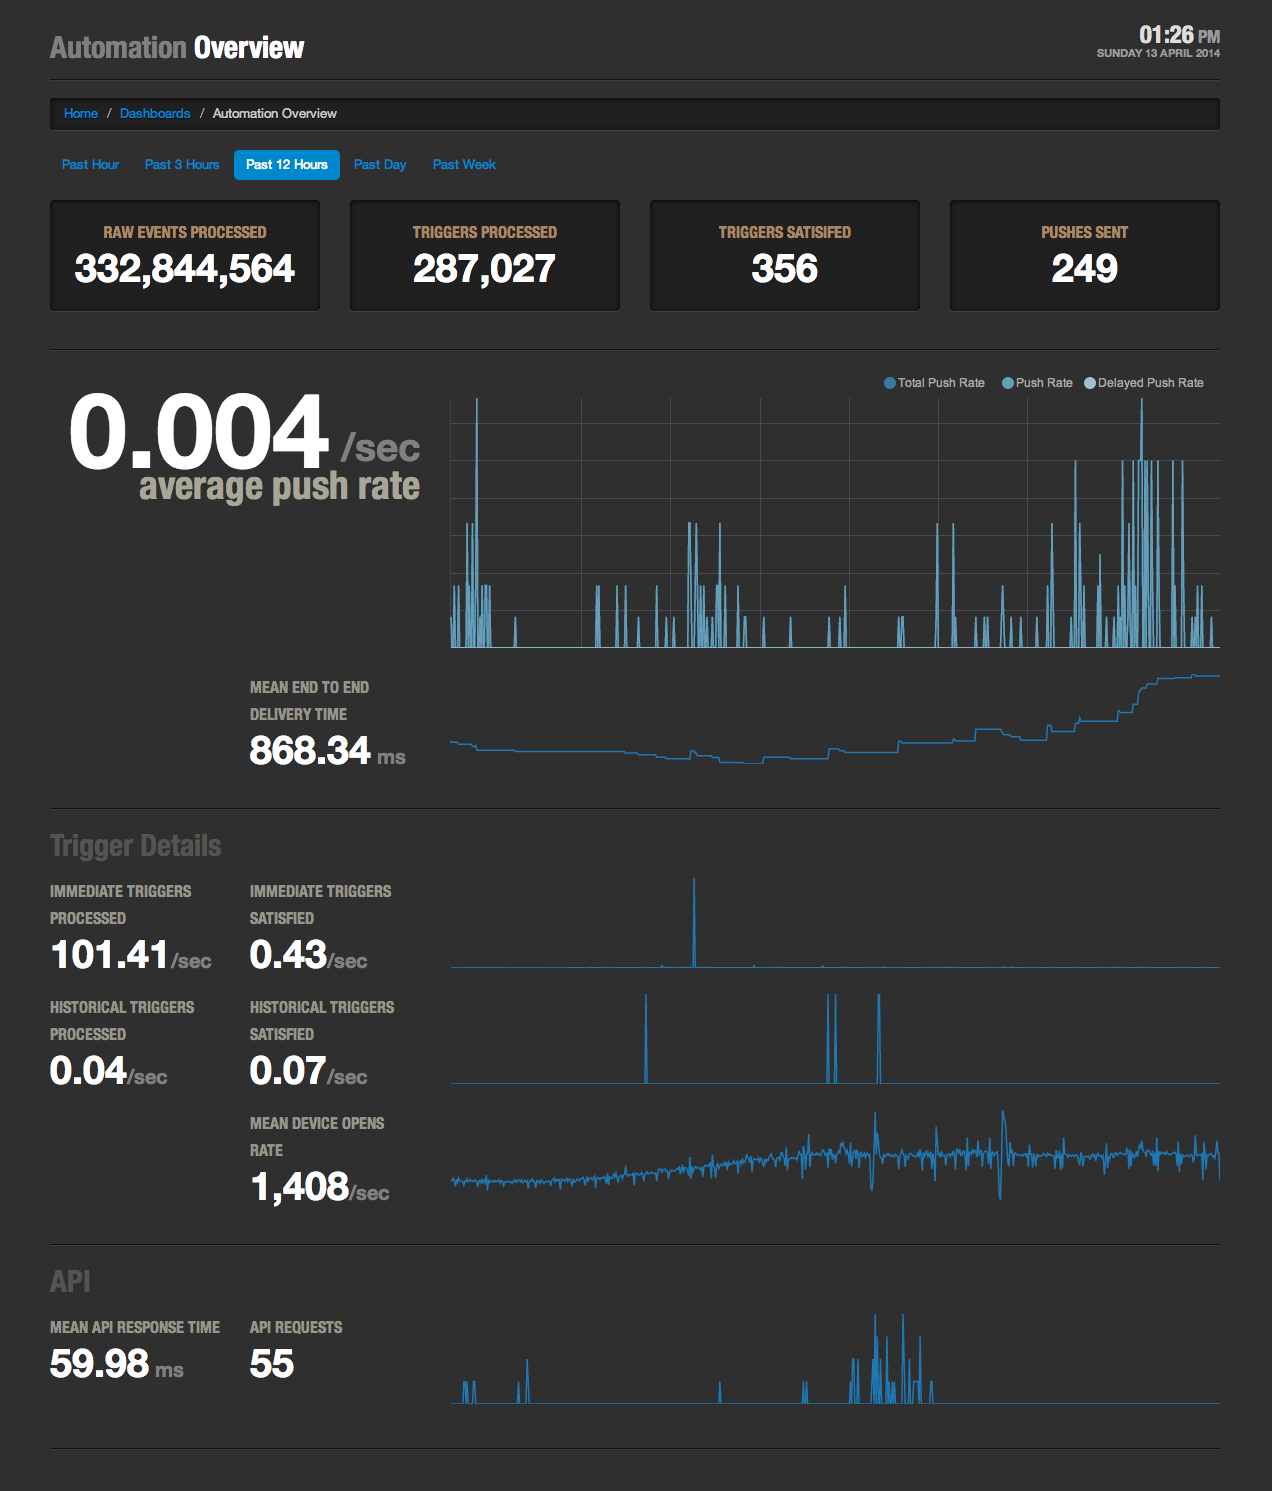 Automation Overview
01:26 PM
SUNDAY 13 APRIL 2014
Home / Dashboards / Automation Overview
Past Hour Past 3 Hours Past 12 Hours Past Day Past Week
RAW EVENTS PROCESSED
332,844,564
TRIGGERS PROCESSED
287,027
TRIGGERS SATISIFED
356
PUSHES SENT
249
0.004 /sec
average push rate
Total Push Rate Push Rate Delayed Push Rate
MEAN END TO END
DELIVERY TIME
868.34 ms
Trigger Details
IMMEDIATE TRIGGERS
PROCESSED
101.41/sec
IMMEDIATE TRIGGERS
SATISFIED
0.43/sec
HISTORICAL TRIGGERS
PROCESSED
0.04/sec
HISTORICAL TRIGGERS
SATISFIED
0.07/sec
MEAN DEVICE OPENS
RATE
1,408/sec
API
MEAN API RESPONSE TIME
59.98 ms
API REQUESTS
55